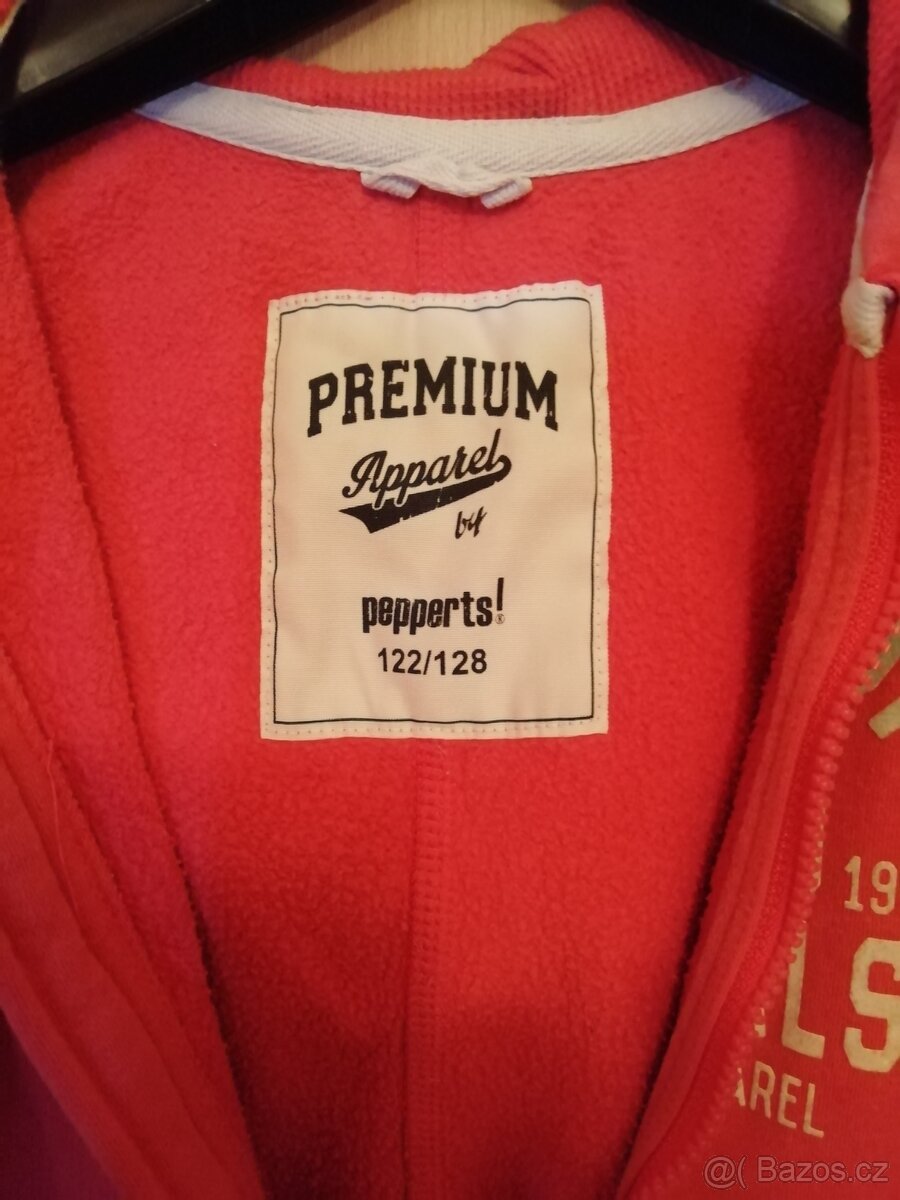 PREMIUM
Apparel
by
pepperts!®
122/128
19
LS
AREL
@( Bazos.cz